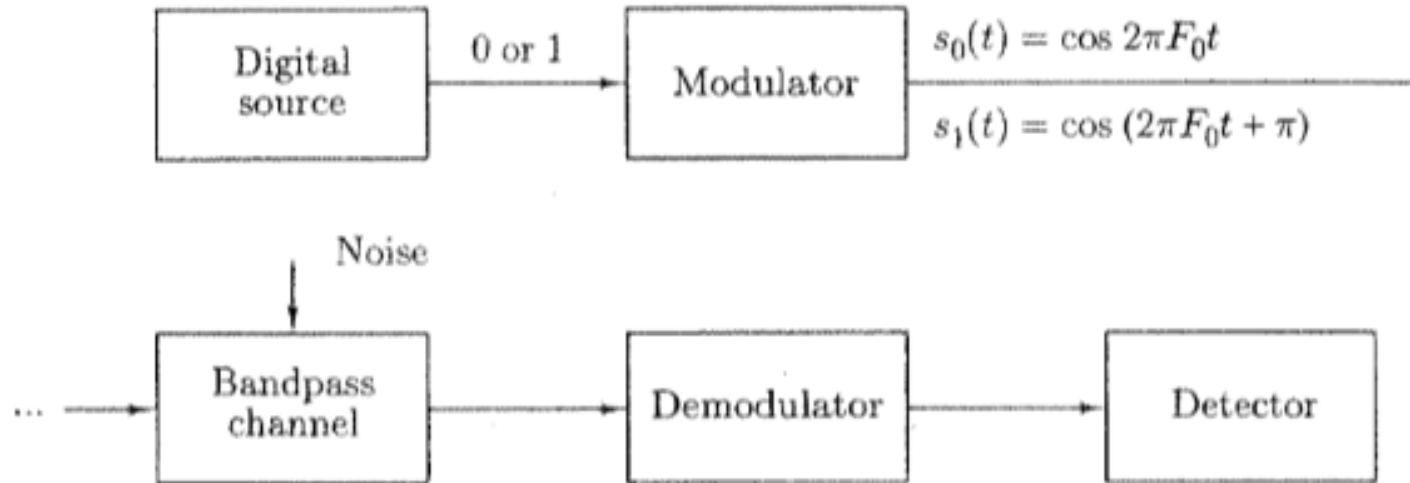 Digital
source
0 or 1
Modulator
s₀(t) = cos 2πF₀t
s₁(t) = cos (2πF₀t + π)
Noise
...
Bandpass
channel
Demodulator
Detector